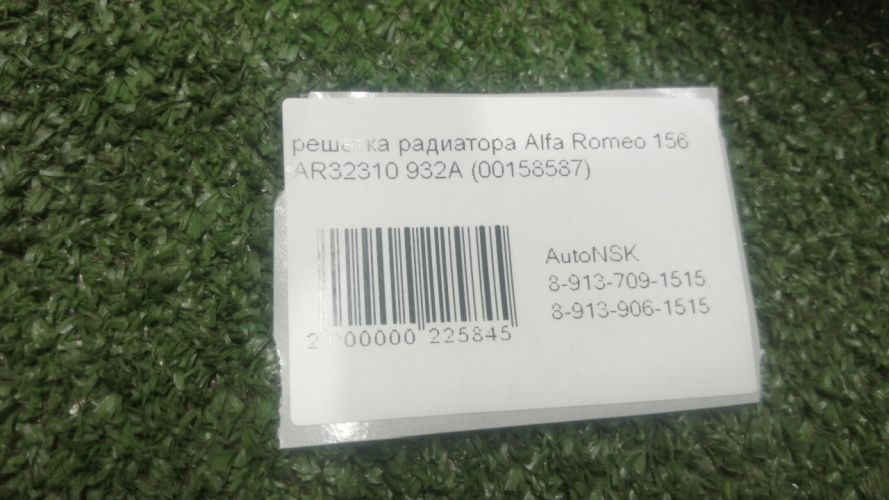 решетка радиатора Alfa Romeo 156
AR32310 932A (00158587)
AutoNSK
8-913-709-1515,
8-913-906-1515
2 000000 225845